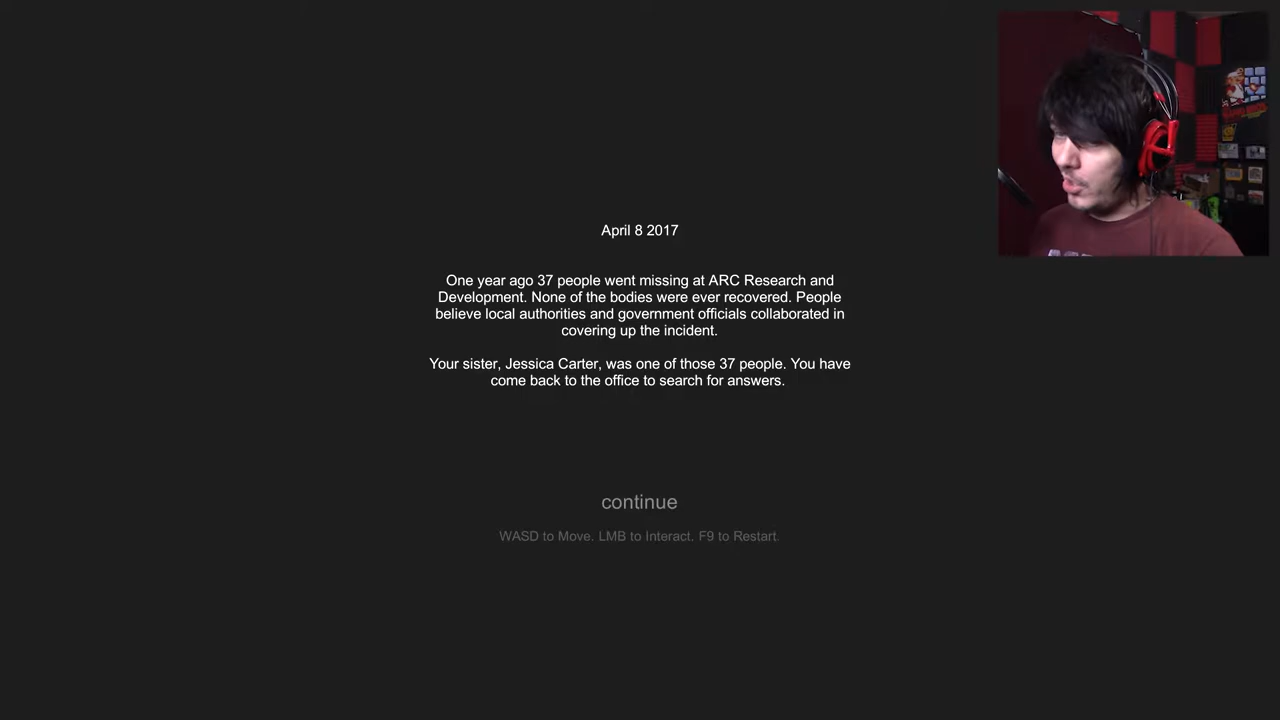 April 8 2017
One year ago 37 people went missing at ARC Research and
Development. None of the bodies were ever recovered. People
believe local authorities and government officials collaborated in
covering up the incident.
Your sister, Jessica Carter, was one of those 37 people. You have
come back to the office to search for answers.
continue
WASD to Move. LMB to Interact. F9 to Restart.